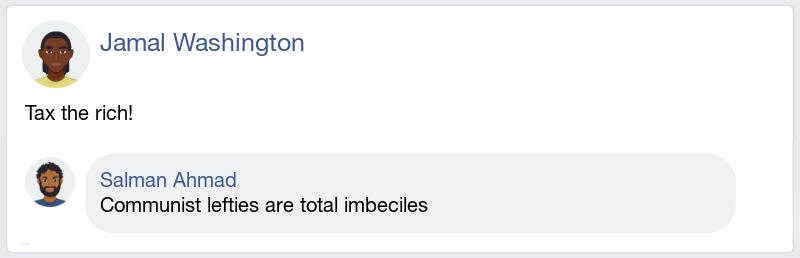 Jamal Washington
Tax the rich!
Salman Ahmad
Communist lefties are total imbeciles